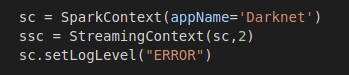 sc = SparkContext(appName='Darknet')
ssc = StreamingContext(sc,2)
sc.setLogLevel("ERROR")